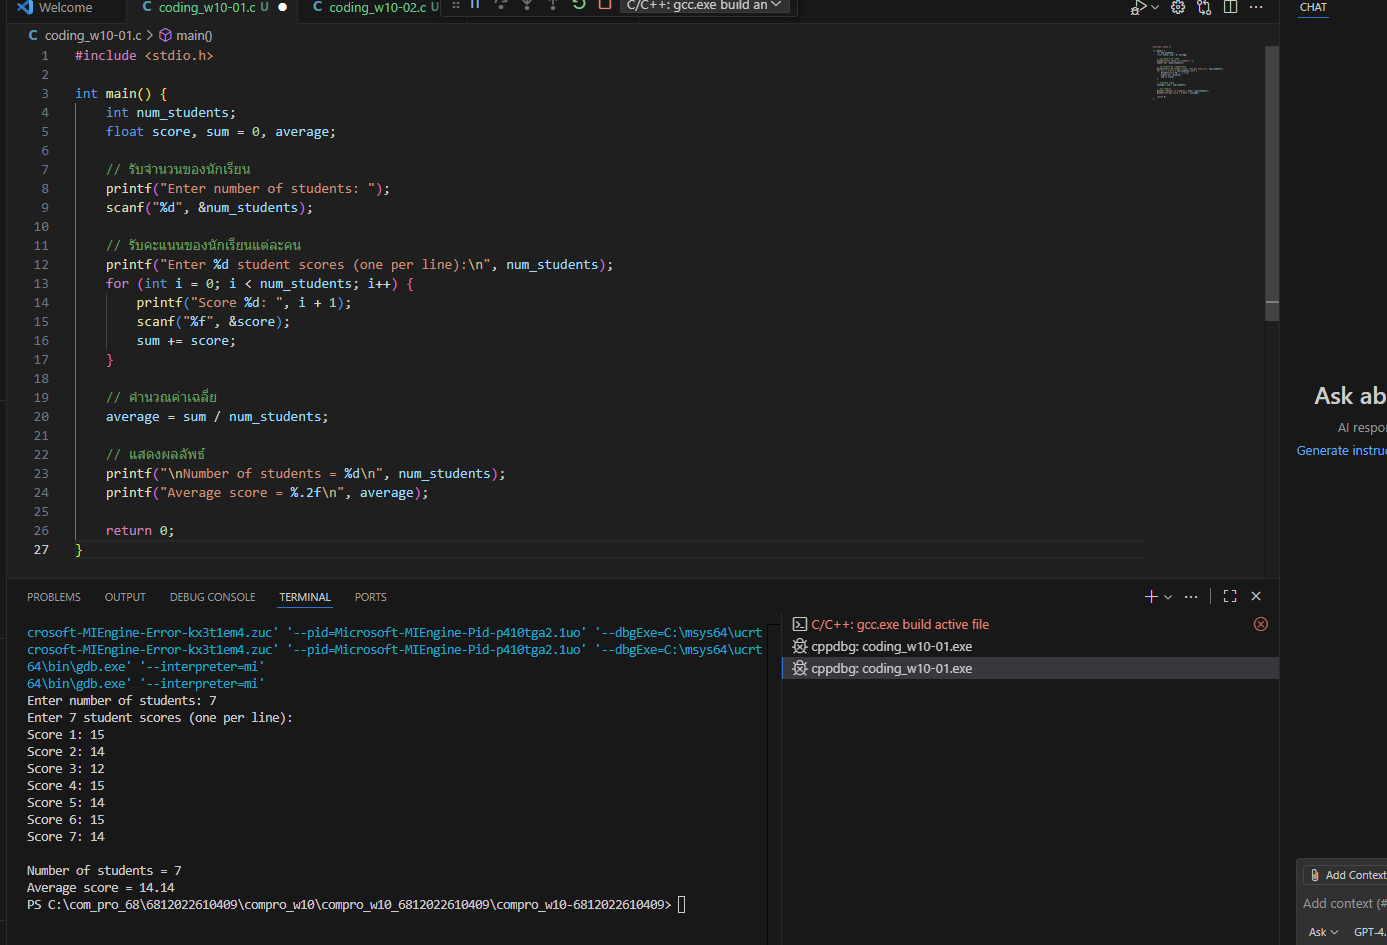 Welcome
coding_w10-01.c U
coding_w10-02.c U
C/C++: gcc.exe build an
CHAT
coding_w10-01.c > main()
1 #include <stdio.h>
2
3 int main() {
4 int num_students;
5 float score, sum = 0, average;
6
7 // รับจำนวนของนักเรียน
8 printf("Enter number of students: ");
9 scanf("%d", &num_students);
10
11 // รับคะแนนของนักเรียนแต่ละคน
12 printf("Enter %d student scores (one per line):\n", num_students);
13 for (int i = 0; i < num_students; i++) {
14 printf("Score %d: ", i + 1);
15 scanf("%f", &score);
16 sum += score;
17 }
18
19 // คำนวณค่าเฉลี่ย
20 average = sum / num_students;
21
22 // แสดงผลลัพธ์
23 printf("\nNumber of students = %d\n", num_students);
24 printf("Average score = %.2f\n", average);
25
26 return 0;
27 }
Ask ab
AI respo
Generate instruc
PROBLEMS OUTPUT DEBUG CONSOLE TERMINAL PORTS
crosoft-MIEngine-Error-kx3t1em4.zuc' '--pid=Microsoft-MIEngine-Pid-p410tga2.1uo' '--dbgExe=C:\msys64\ucrt
crosoft-MIEngine-Error-kx3t1em4.zuc' '--pid=Microsoft-MIEngine-Pid-p410tga2.1uo' '--dbgExe=C:\msys64\ucrt
64\bin\gdb.exe' '--interpreter=mi'
64\bin\gdb.exe' '--interpreter=mi'
Enter number of students: 7
Enter 7 student scores (one per line):
Score 1: 15
Score 2: 14
Score 3: 12
Score 4: 15
Score 5: 14
Score 6: 15
Score 7: 14
Number of students = 7
Average score = 14.14
PS C:\com_pro_68\6812022610409\compro_w10\compro_w10_6812022610409\compro_w10-6812022610409>
C/C++: gcc.exe build active file
cppdbg: coding_w10-01.exe
cppdbg: coding_w10-01.exe
Add Context
Add context (#
Ask
GPT-4.